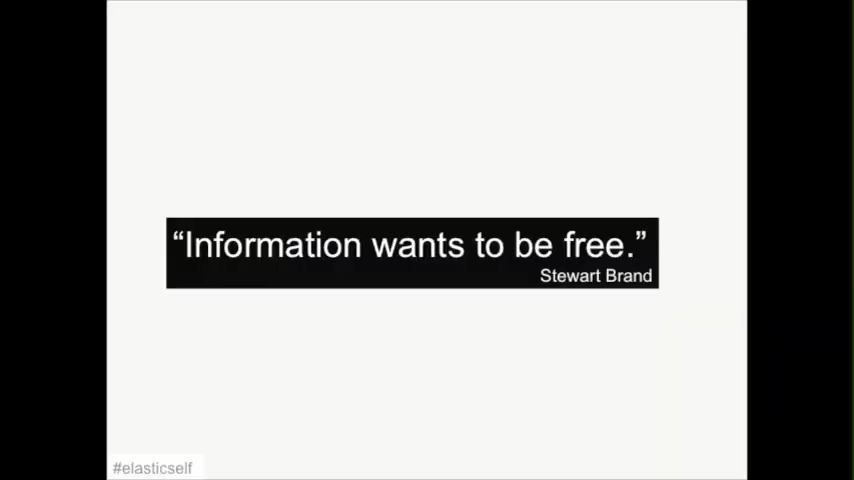 “Information wants to be free.”
Stewart Brand
#elasticself